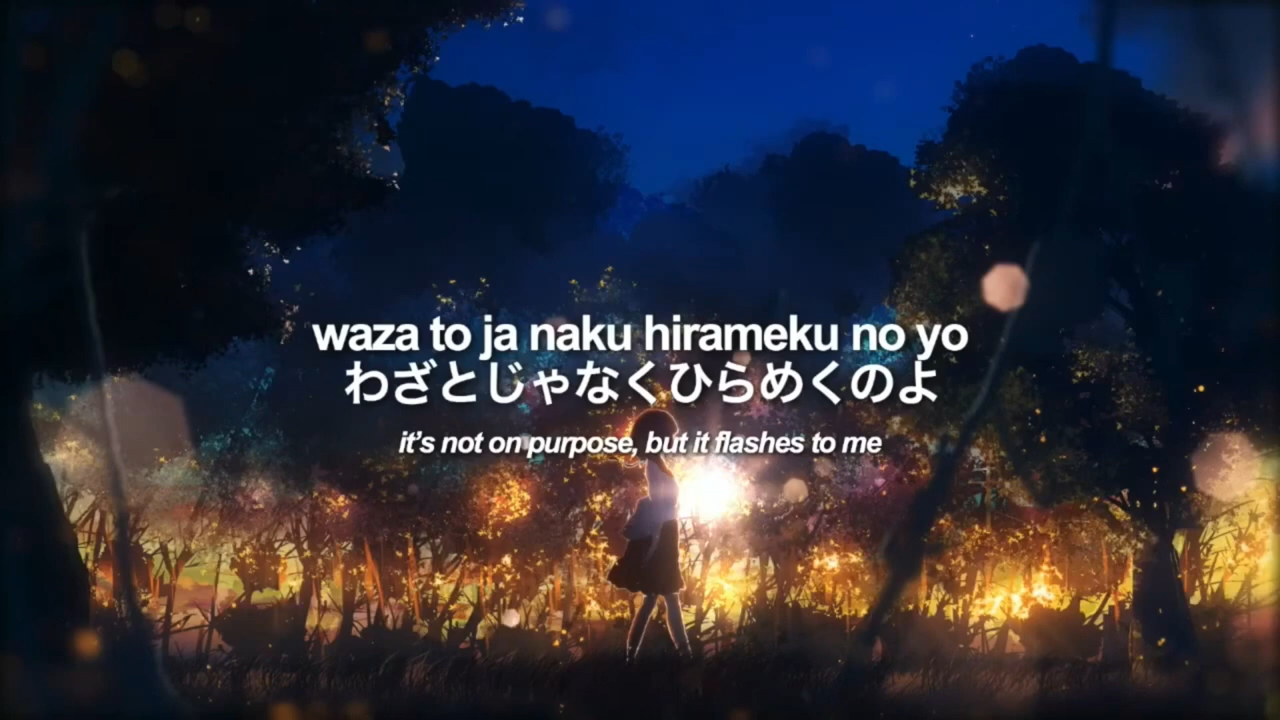 waza to ja naku hirameku no yo
わざとじゃなくひらめくのよ
it's not on purpose, but it flashes to me